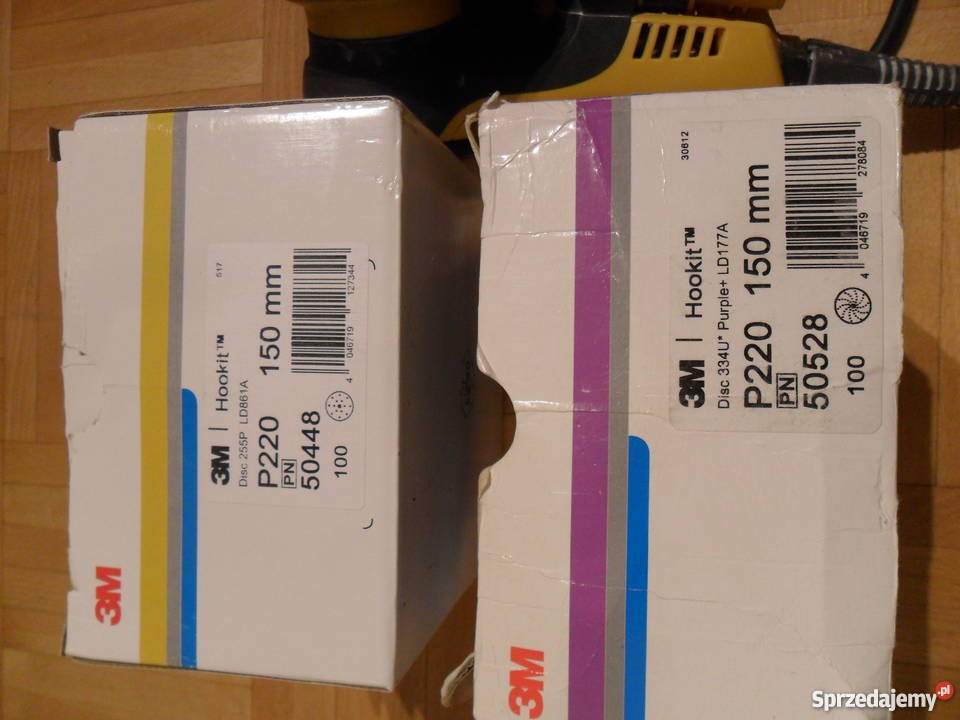 3M
517
3M | Hookit™
Disc 255P LD861A
P220 150 mm
PN
50448
100
4 046719 127344
3M
30612
3M | Hookit™
Disc 334U* Purple+ LD177A
P220 150 mm
PN
50528
100
4 046719 278084
Sprzedajemy.pl